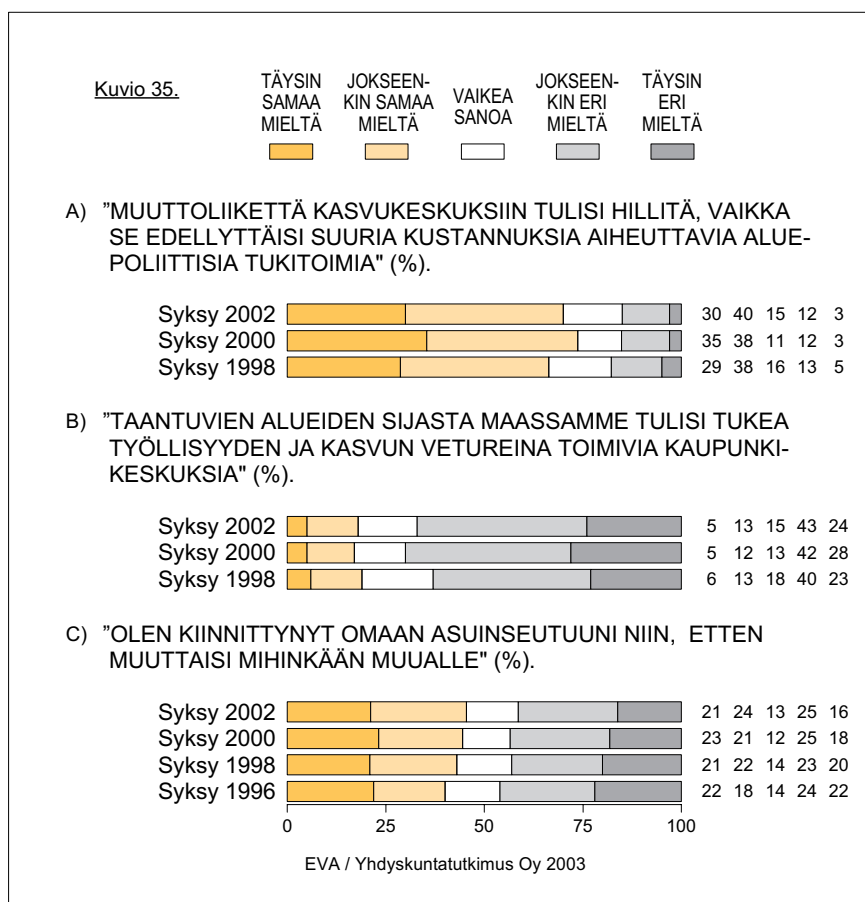 Kuvio 35.
TÄYSIN SAMAA MIELTÄ
JOKSEEN-KIN SAMAA MIELTÄ
VAIKEA SANOA
JOKSEEN-KIN ERI MIELTÄ
TÄYSIN ERI MIELTÄ
A) ”MUUTTOLIIKETTÄ KASVUKESKUKSIIN TULISI HILLITÄ, VAIKKA
SE EDELLYTTÄISI SUURIA KUSTANNUKSIA AIHEUTTAVIA ALUE-
POLIITTISIA TUKITOIMIA" (%).
Syksy 2002 30 40 15 12 3
Syksy 2000 35 38 11 12 3
Syksy 1998 29 38 16 13 5
B) ”TAANTUVIEN ALUEIDEN SIJASTA MAASSAMME TULISI TUKEA
TYÖLLISYYDEN JA KASVUN VETUREINA TOIMIVIA KAUPUNKI-
KESKUKSIA" (%).
Syksy 2002 5 13 15 43 24
Syksy 2000 5 12 13 42 28
Syksy 1998 6 13 18 40 23
C) ”OLEN KIINNITTYNYT OMAAN ASUINSEUTUUNI NIIN, ETTEN
MUUTTAISI MIHINKÄÄN MUUALLE" (%).
Syksy 2002 21 24 13 25 16
Syksy 2000 23 21 12 25 18
Syksy 1998 21 22 14 23 20
Syksy 1996 22 18 14 24 22
0 25 50 75 100
EVA / Yhdyskuntatutkimus Oy 2003